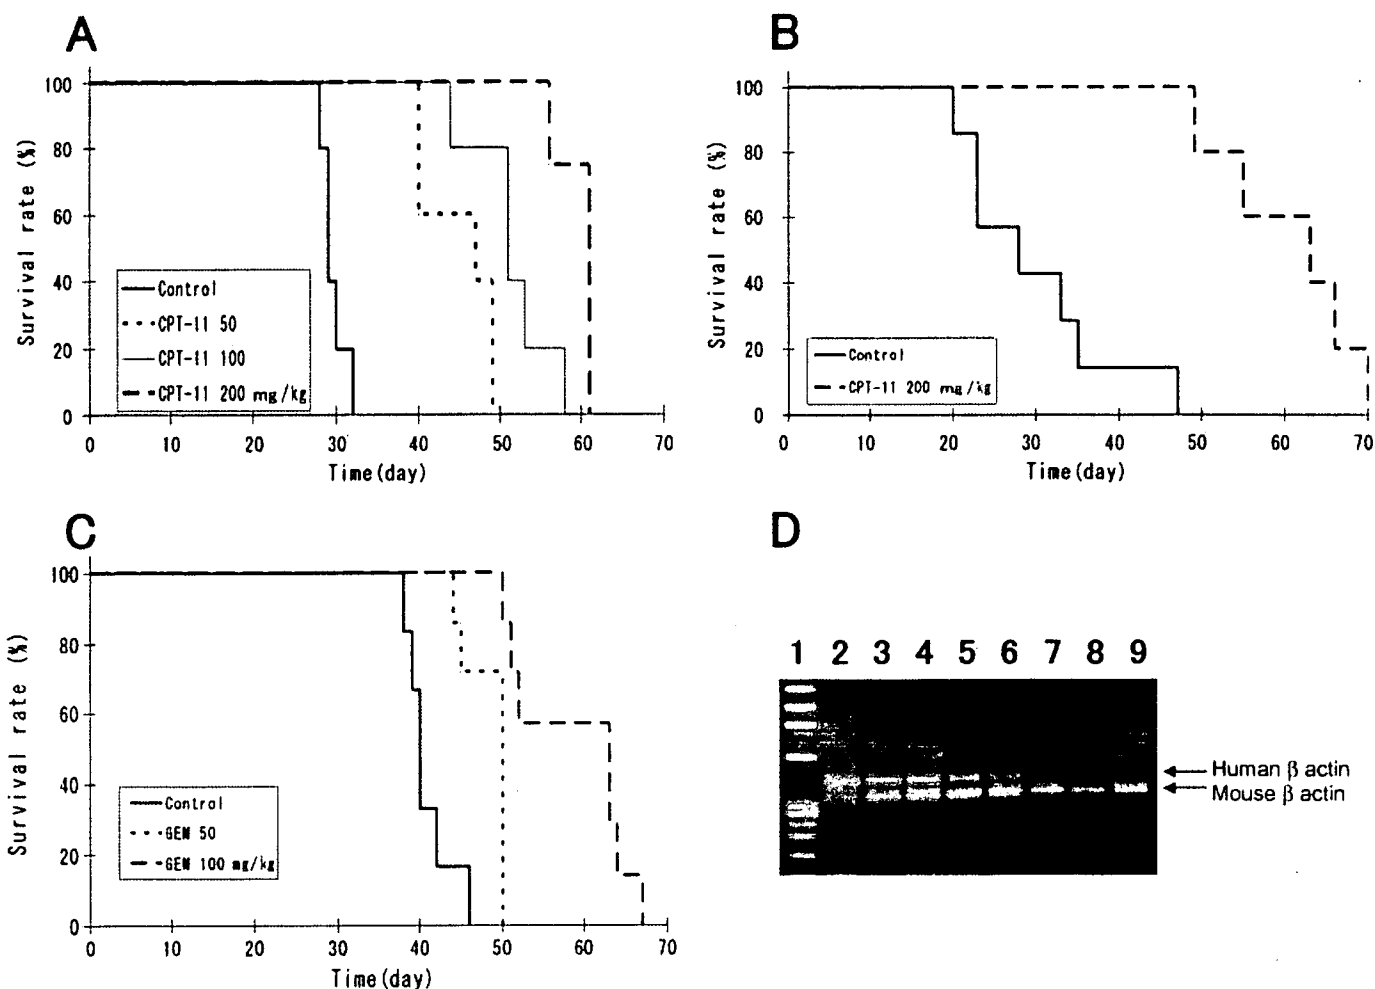 A
Survival rate (%)
100
80
60
40
20
0
Control
CPT-11 50
CPT-11 100
CPT-11 200 mg/kg
0 10 20 30 40 50 60 70
Time(day)
B
Survival rate (%)
100
80
60
40
20
0
Control
CPT-11 200 mg/kg
0 10 20 30 40 50 60 70
Time(day)
C
Survival rate (%)
100
80
60
40
20
0
Control
GEM 50
GEM 100 mg/kg
0 10 20 30 40 50 60 70
Time(day)
D
1 2 3 4 5 6 7 8 9
Human β actin
Mouse β actin